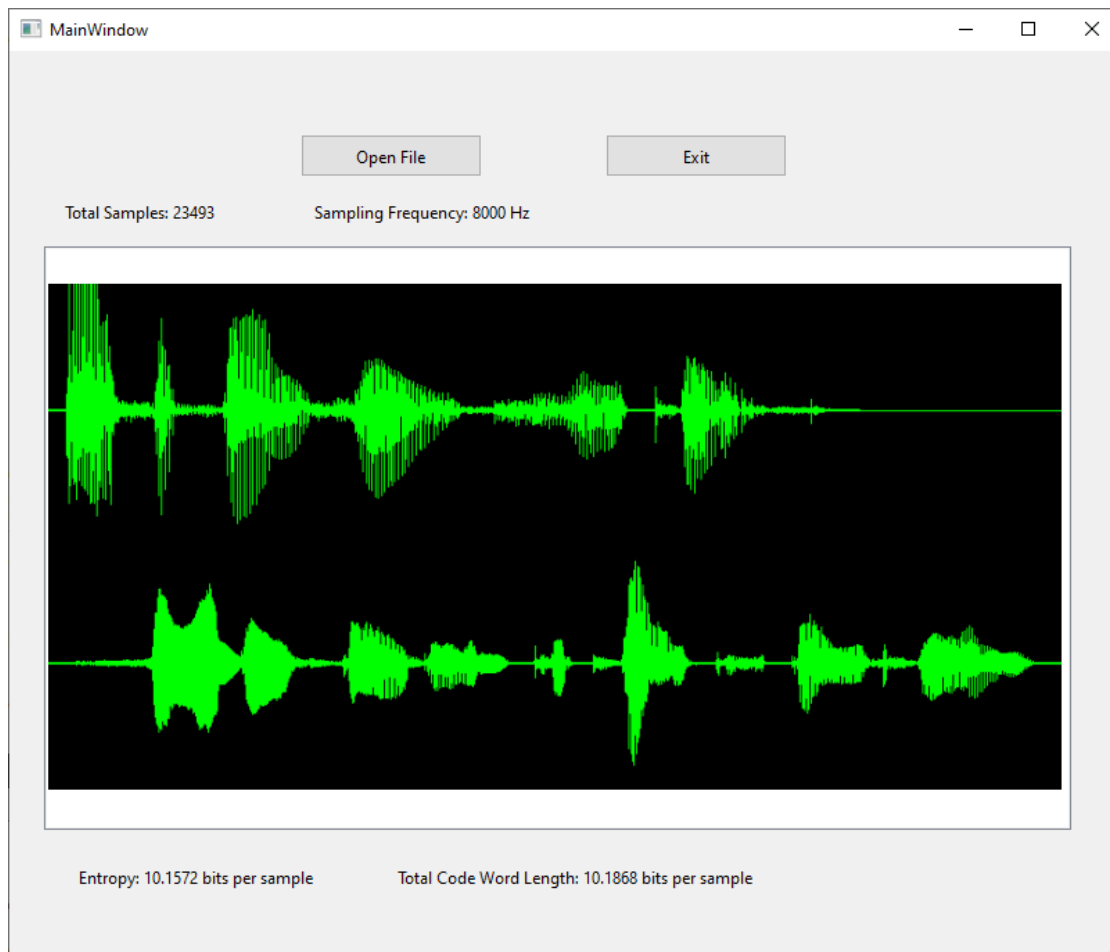 MainWindow
Open File Exit
Total Samples: 23493 Sampling Frequency: 8000 Hz
Entropy: 10.1572 bits per sample Total Code Word Length: 10.1868 bits per sample